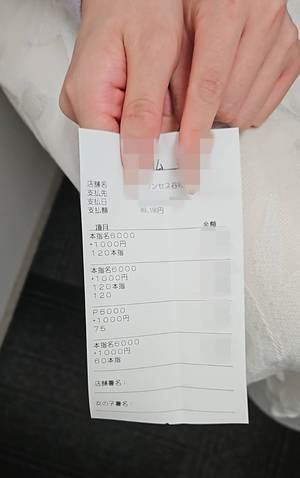 ム
店舗名
支払先
支払日
支払額
項目 金額
本指名6000
+1000円
120本指
本指名6000
+1000円
120本指
120
P5000
+1000円
75
本指名6000
+1000円
60本指
店舗署名:
女の子署名: